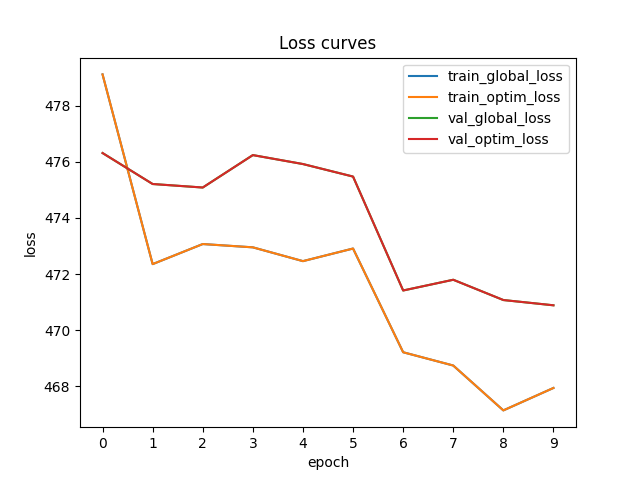 Loss curves
train_global_loss
train_optim_loss
val_global_loss
val_optim_loss
478
476
474
472
470
468
loss
0 1 2 3 4 5 6 7 8 9
epoch